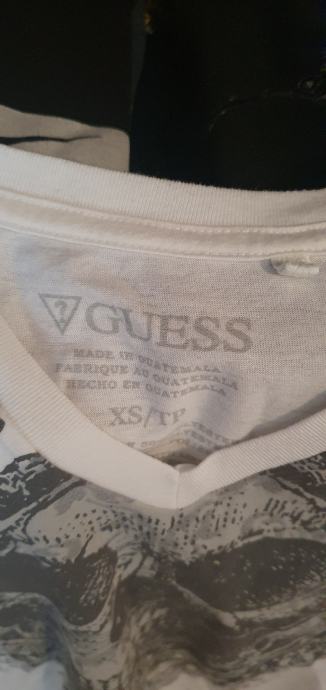 ? GUESS
MADE IN GUATEMALA
FABRIQUE AU GUATEMALA
HECHO EN GUATEMALA
XS/TP